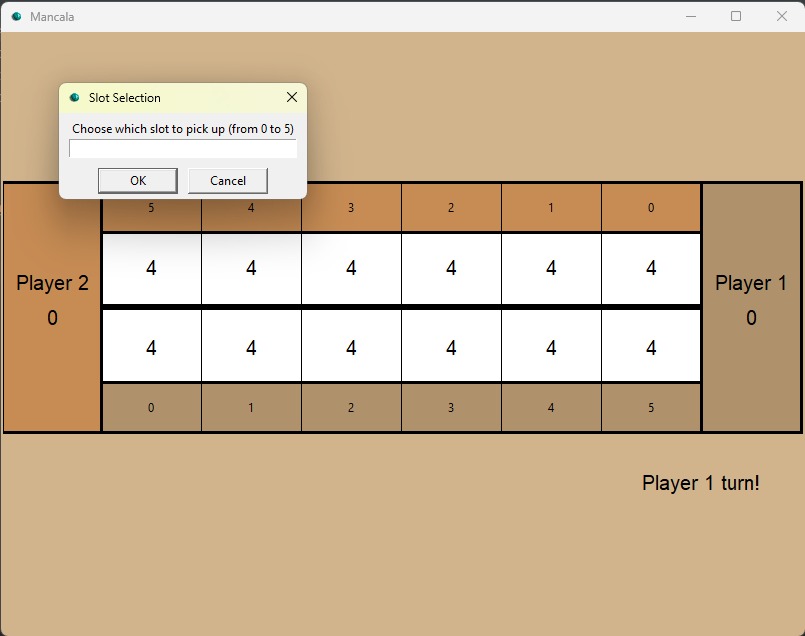 Mancala
Slot Selection
Choose which slot to pick up (from 0 to 5)
OK Cancel
5 4 3 2 1 0
4 4 4 4 4 4
Player 2 Player 1
0 0
4 4 4 4 4 4
0 1 2 3 4 5
Player 1 turn!